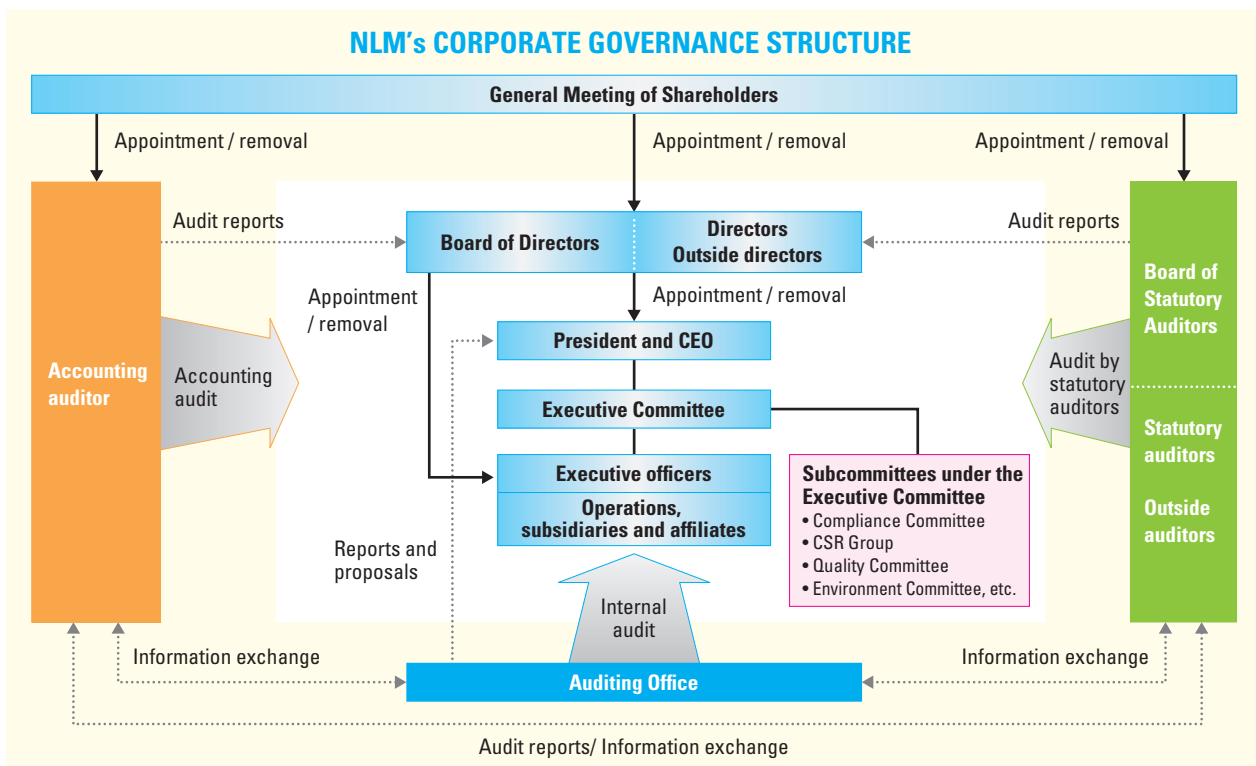 NLM's CORPORATE GOVERNANCE STRUCTURE
General Meeting of Shareholders
Appointment / removal
Appointment / removal
Appointment / removal
Audit reports
Board of Directors
Directors
Outside directors
Audit reports
Board of
Statutory
Auditors
Appointment
/ removal
Appointment / removal
President and CEO
Accounting
auditor
Accounting
audit
Audit by
statutory
auditors
Executive Committee
Statutory
auditors
Outside
auditors
Executive officers
Operations,
subsidiaries and affiliates
Subcommittees under the
Executive Committee
• Compliance Committee
• CSR Group
• Quality Committee
• Environment Committee, etc.
Reports and
proposals
Internal
audit
Information exchange
Information exchange
Auditing Office
Audit reports/ Information exchange